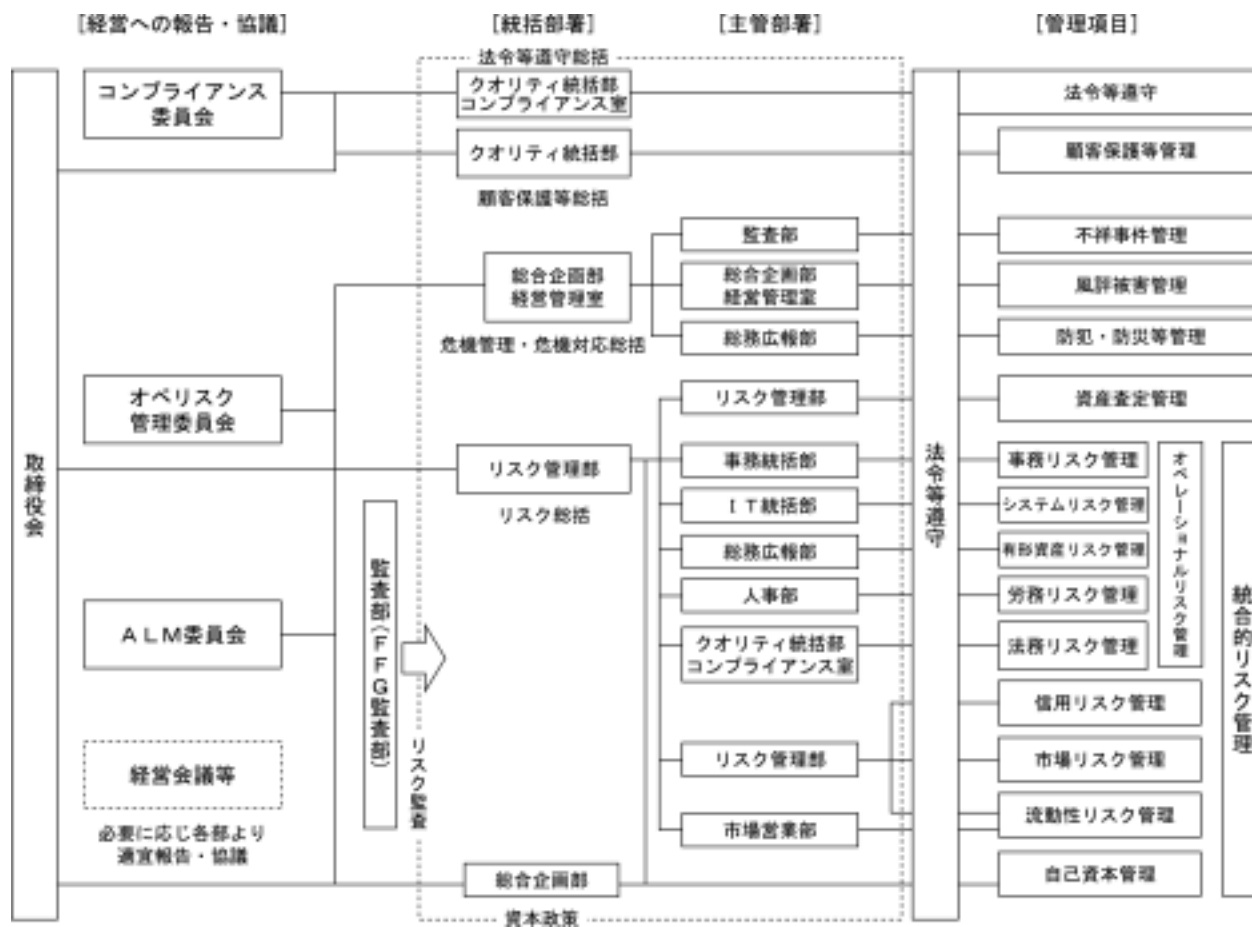 [経営への報告・協議]
[統括部署]
[主管部署]
[管理項目]
法令等遵守総括
取締役会
コンプライアンス
委員会
オペリスク
管理委員会
ALM委員会
経営会議等
必要に応じ各部より
適宜報告・協議
監査部(FFG監査部)
リスク監査
クオリティ統括部
コンプライアンス室
クオリティ統括部
顧客保護等総括
総合企画部
経営管理室
危機管理・危機対応総括
リスク管理部
リスク総括
総合企画部
資本政策
監査部
総合企画部
経営管理室
総務広報部
リスク管理部
事務統括部
IT統括部
総務広報部
人事部
クオリティ統括部
コンプライアンス室
リスク管理部
市場営業部
法令等遵守
法令等遵守
顧客保護等管理
不祥事件管理
風評被害管理
防犯・防災等管理
資産査定管理
事務リスク管理
システムリスク管理
有形資産リスク管理
労務リスク管理
法務リスク管理
オペレーショナルリスク管理
信用リスク管理
市場リスク管理
流動性リスク管理
自己資本管理
統合的リスク管理